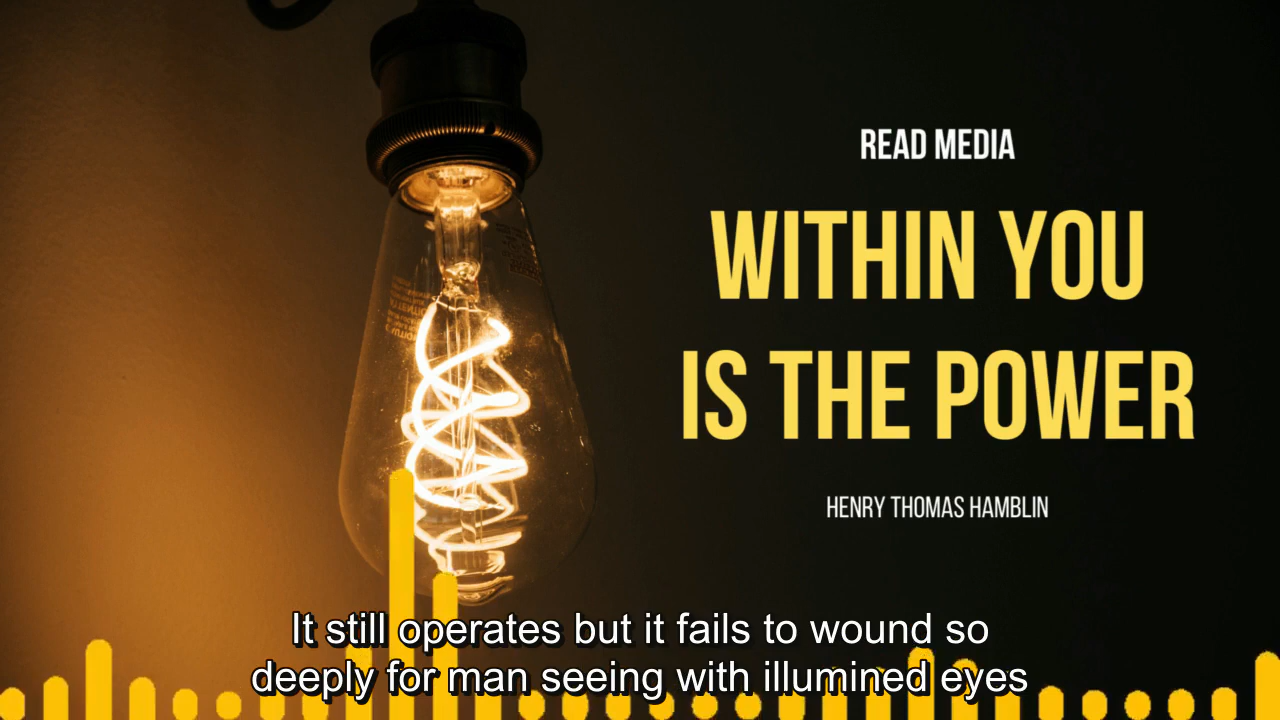 READ MEDIA
WITHIN YOU
IS THE POWER
HENRY THOMAS HAMBLIN
It still operates but it fails to wound so
deeply for man seeing with illumined eyes